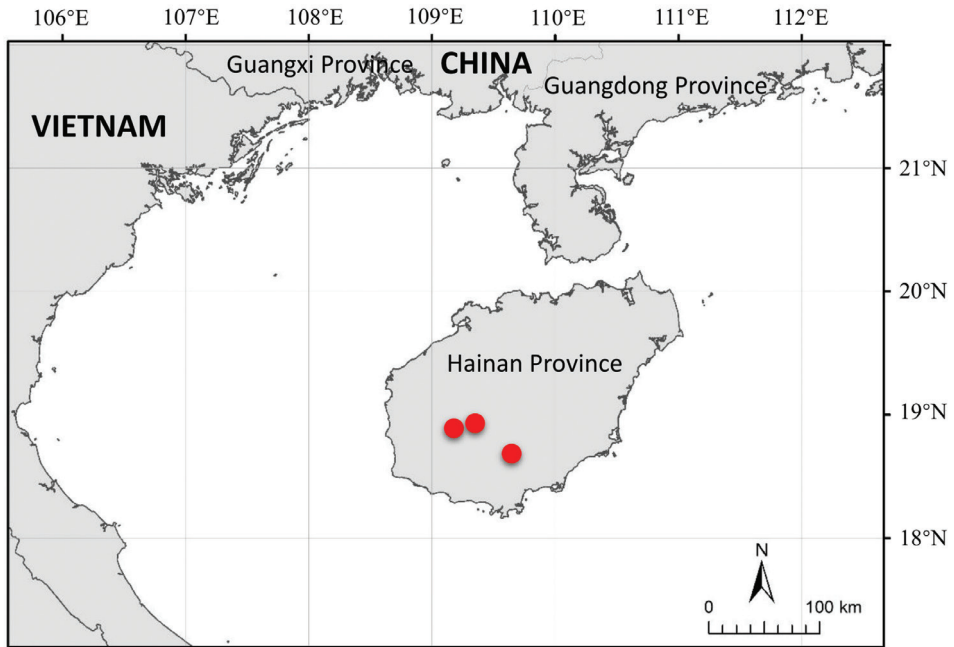 106°E 107°E 108°E 109°E 110°E 111°E 112°E
Guangxi Province
CHINA
Guangdong Province
VIETNAM
21°N
20°N
Hainan Province
19°N
18°N
N
0 100 km